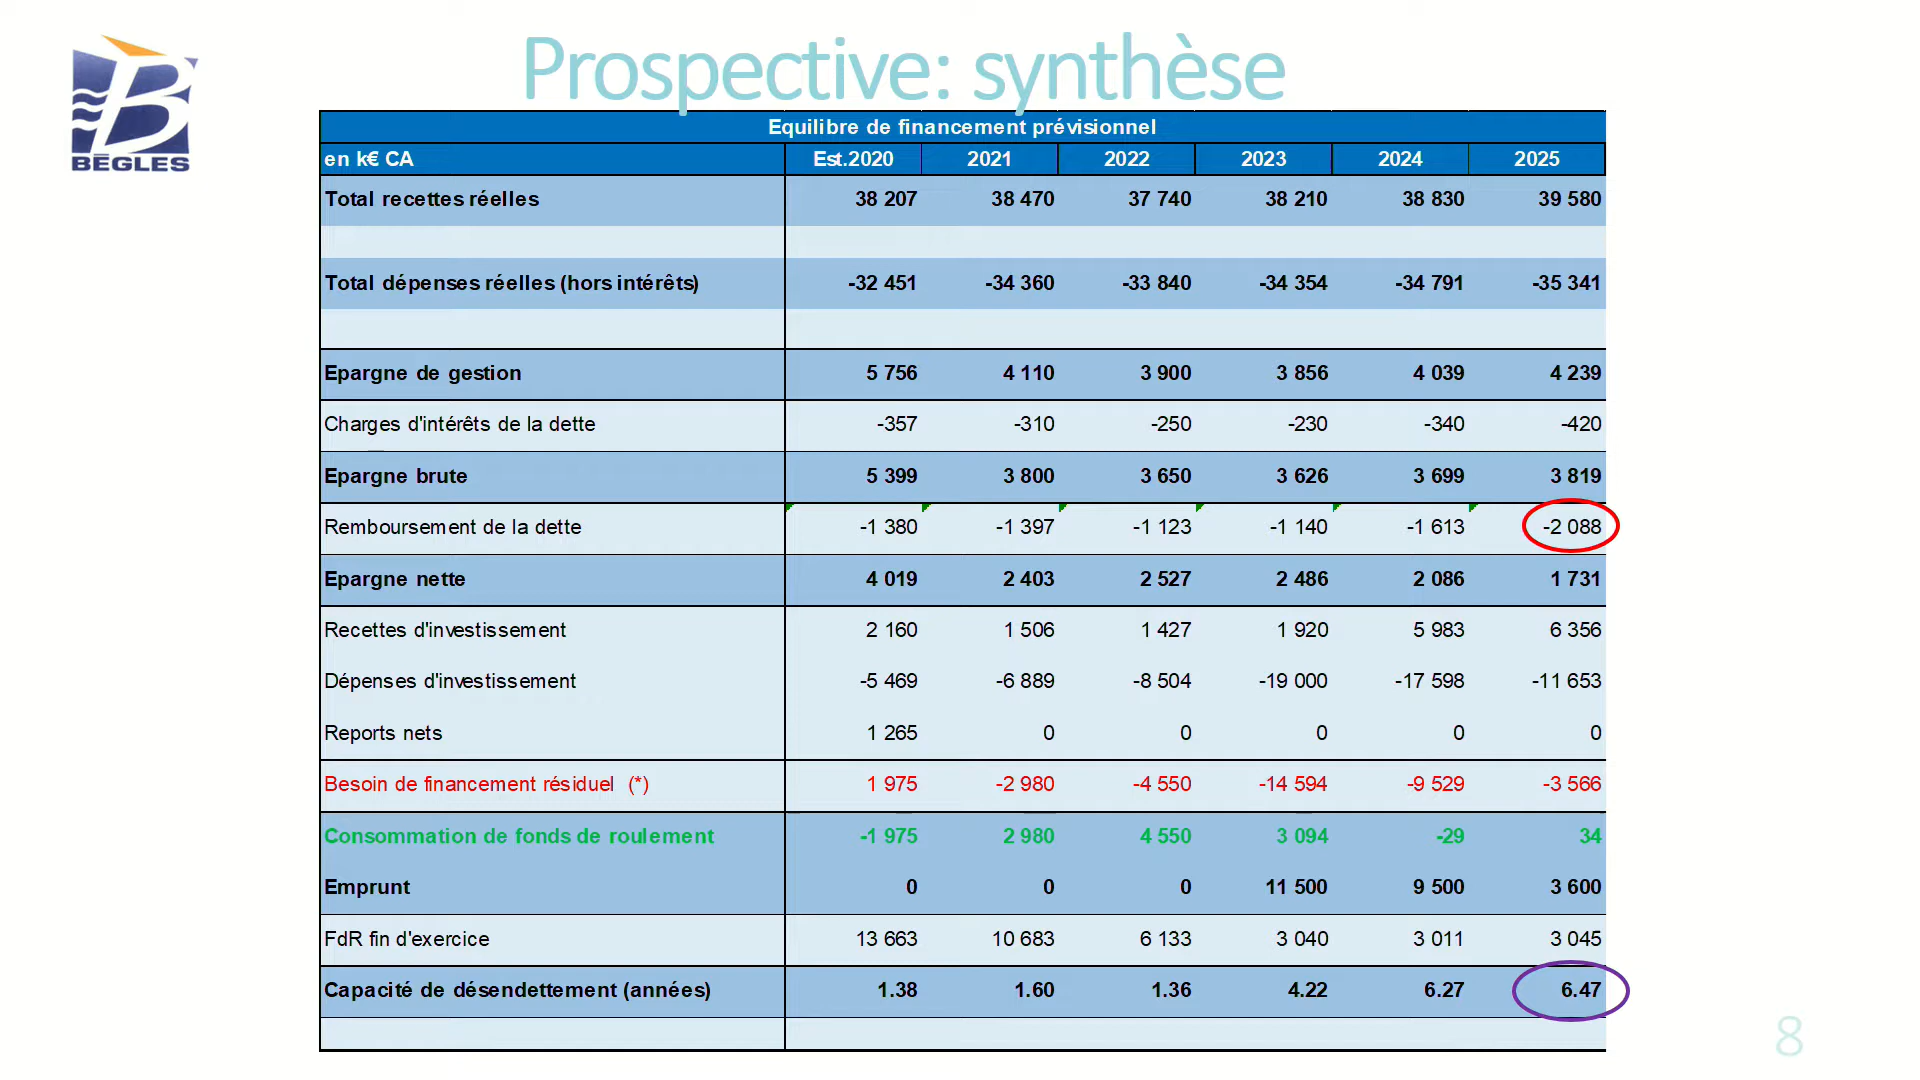 Prospective: synthèse
BÈGLES
Equilibre de financement prévisionnel
en k€ CA Est.2020 2021 2022 2023 2024 2025
Total recettes réelles 38 207 38 470 37 740 38 210 38 830 39 580
Total dépenses réelles (hors intérêts) -32 451 -34 360 -33 840 -34 354 -34 791 -35 341
Epargne de gestion 5 756 4 110 3 900 3 856 4 039 4 239
Charges d'intérêts de la dette -357 -310 -250 -230 -340 -420
Epargne brute 5 399 3 800 3 650 3 626 3 699 3 819
Remboursement de la dette -1 380 -1 397 -1 123 -1 140 -1 613 -2 088
Epargne nette 4 019 2 403 2 527 2 486 2 086 1 731
Recettes d'investissement 2 160 1 506 1 427 1 920 5 983 6 356
Dépenses d'investissement -5 469 -6 889 -8 504 -19 000 -17 598 -11 653
Reports nets 1 265 0 0 0 0 0
Besoin de financement résiduel (*) 1 975 -2 980 -4 550 -14 594 -9 529 -3 566
Consommation de fonds de roulement -1 975 2 980 4 550 3 094 -29 34
Emprunt 0 0 0 11 500 9 500 3 600
FdR fin d'exercice 13 663 10 683 6 133 3 040 3 011 3 045
Capacité de désendettement (années) 1.38 1.60 1.36 4.22 6.27 6.47
8